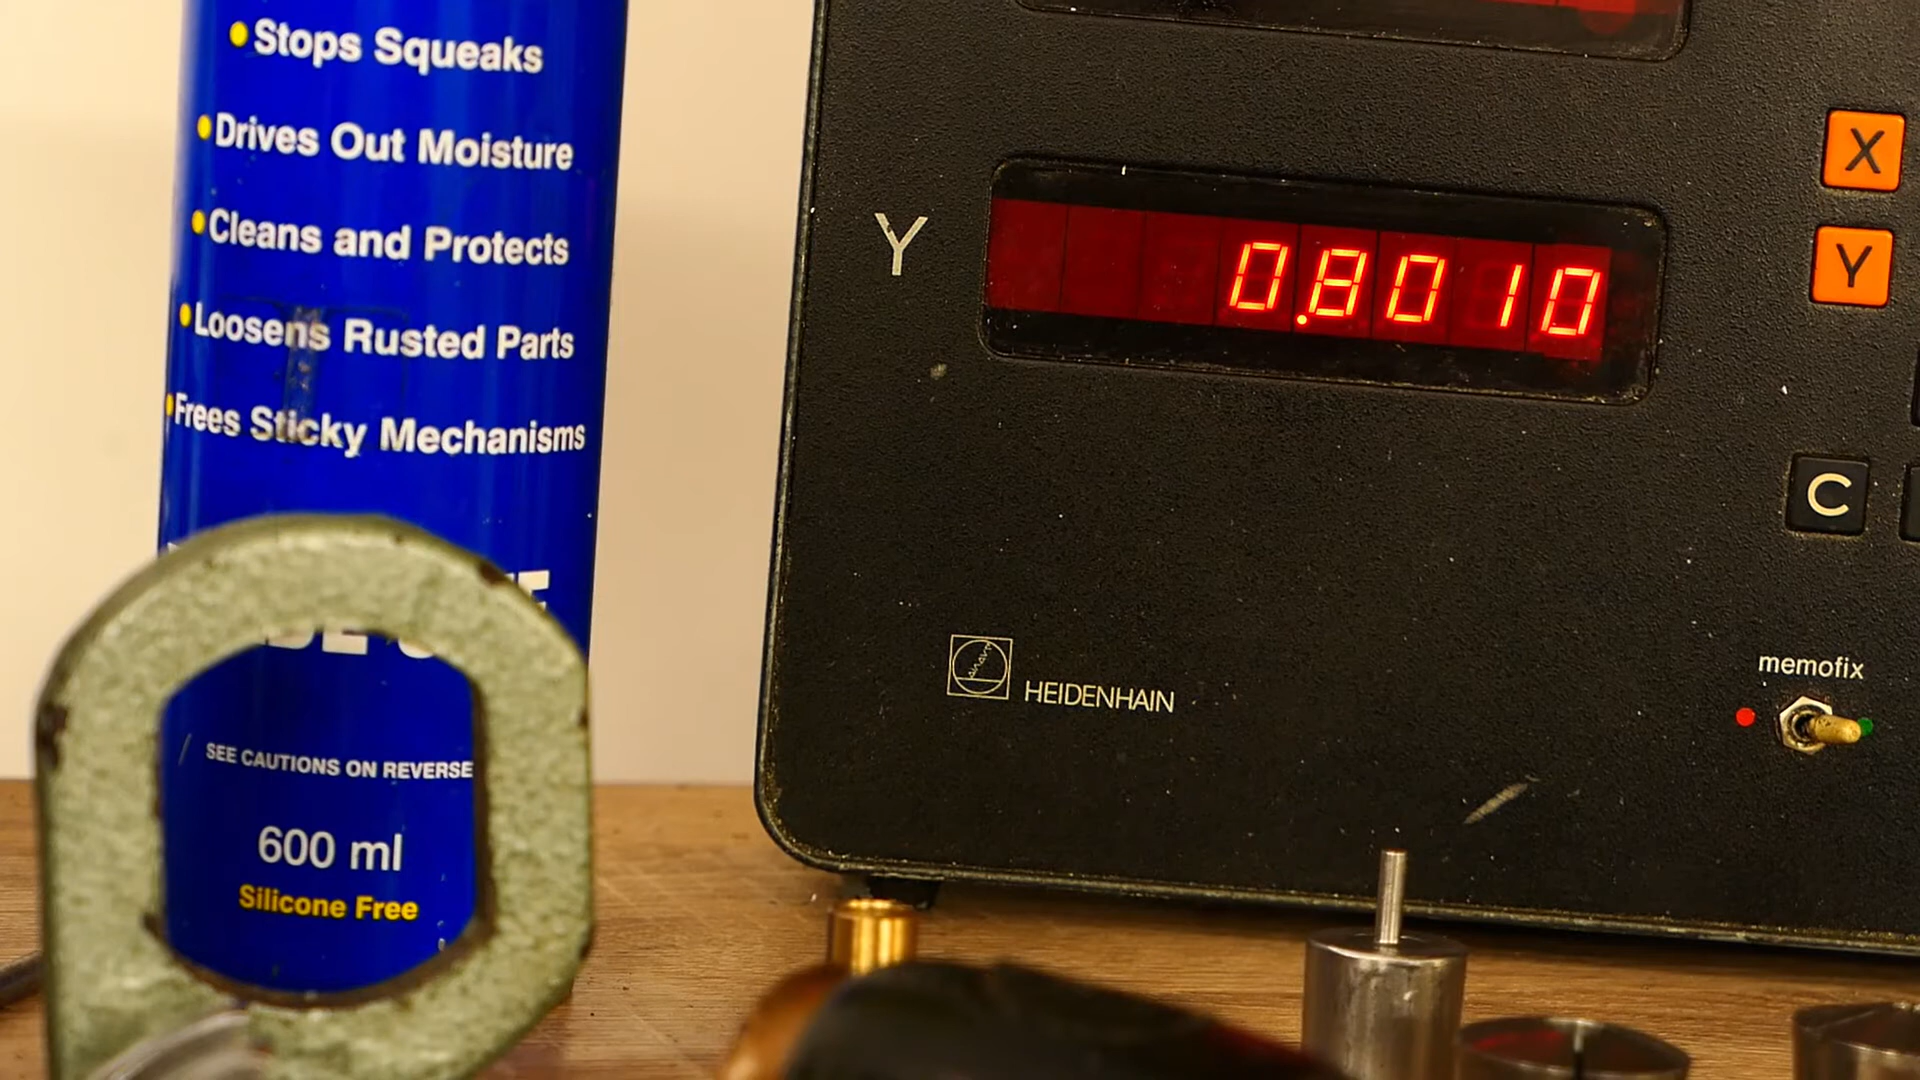 Stops Squeaks
Drives Out Moisture
Cleans and Protects
Loosens Rusted Parts
Frees Sticky Mechanisms
SEE CAUTIONS ON REVERSE
600 ml
Silicone Free
Y
0.8010
X
Y
C
HEIDENHAIN
memofix